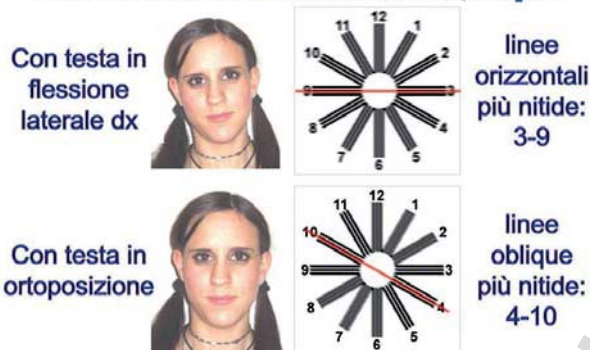 Con testa in
flessione
laterale dx
12
11
1
10
2
9
3
8
4
7
5
6
linee
orizzontali
più nitide:
3-9
Con testa in
ortoposizione
12
11
1
10
2
9
3
8
4
7
5
6
linee
oblique
più nitide:
4-10